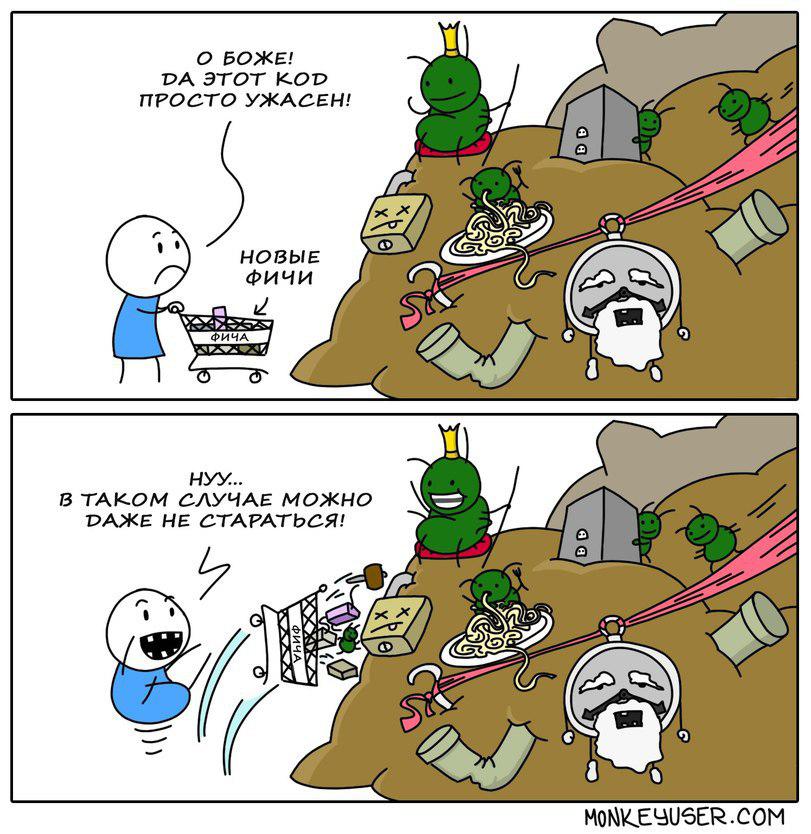 О БОЖЕ!
ДА ЭТОТ КОД
ПРОСТО УЖАСЕН!
НОВЫЕ
ФИЧИ
ФИЧА
НУУ...
В ТАКОМ СЛУЧАЕ МОЖНО
ДАЖЕ НЕ СТАРАТЬСЯ!
ФИЧА
MONKEYUSER.COM